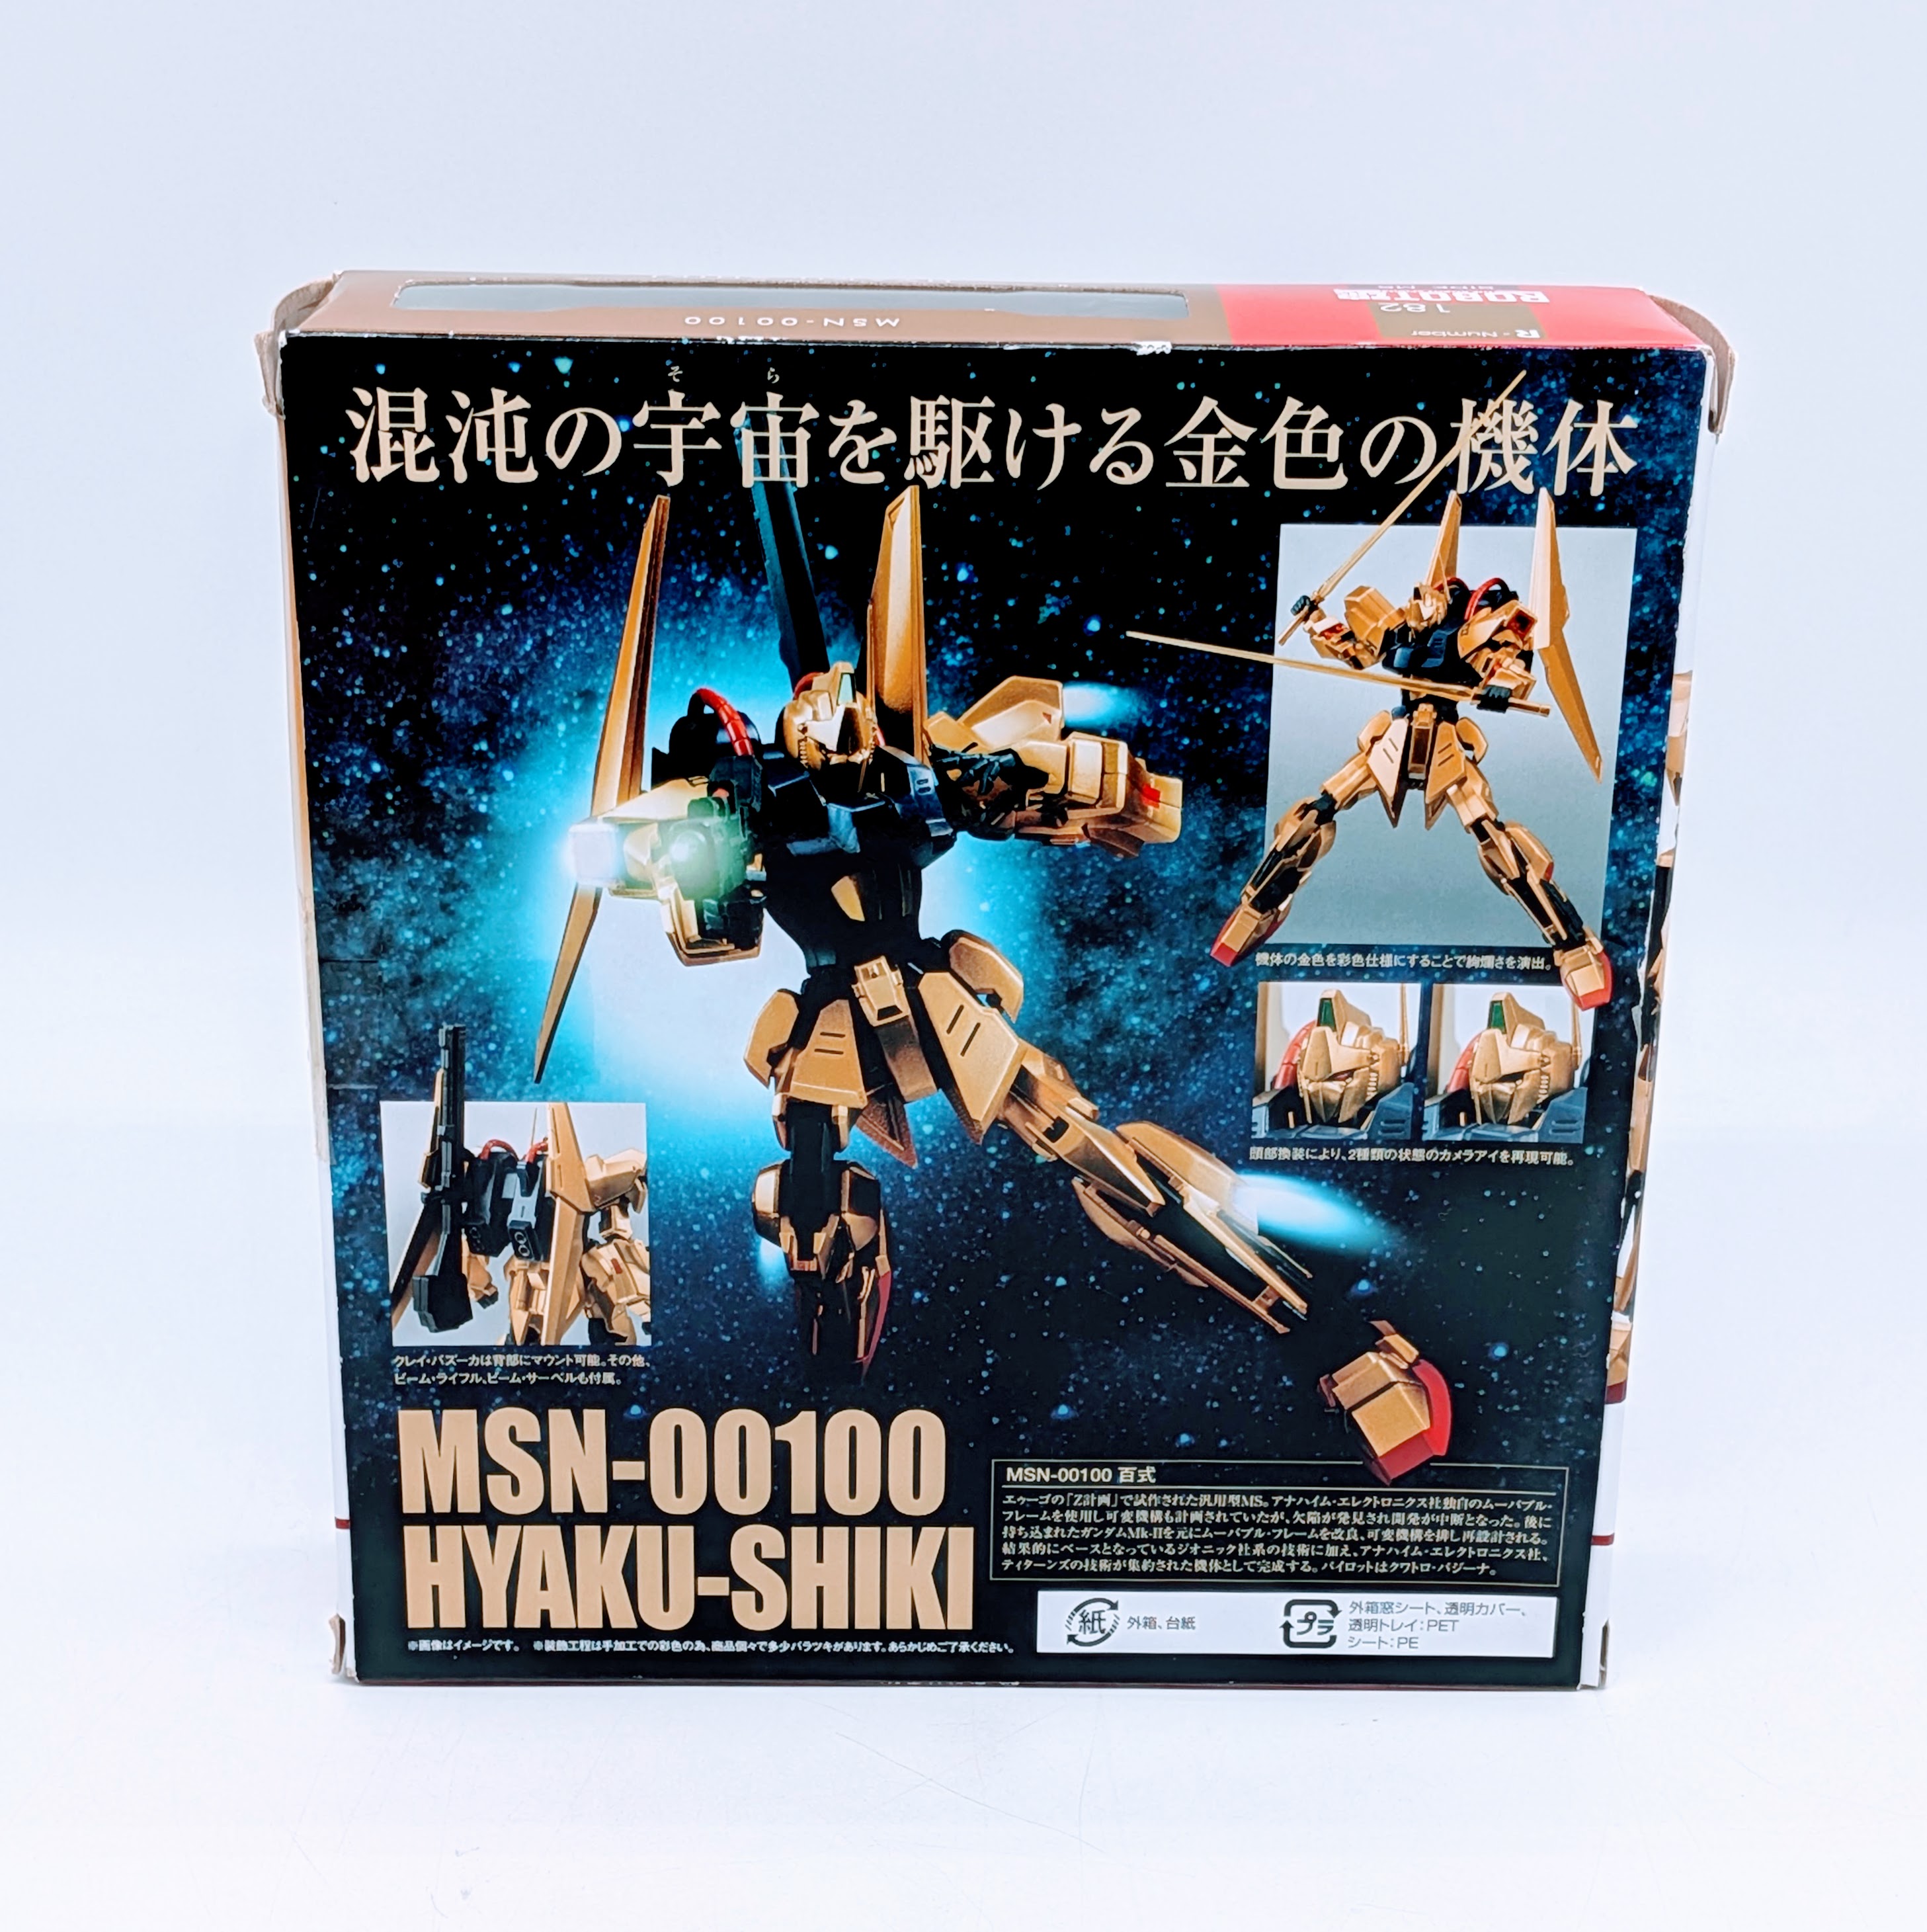 MSN-00100
ROBOT魂
SIDE MS
182
R-Number
そら
混沌の宇宙を駆ける金色の機体
機体の金色を彩色仕様にすることで絢爛さを演出。
頭部換装により、2種類の状態のカメラアイを再現可能。
クレイ・バズーカは背部にマウント可能。その他、
ビーム・ライフル、ビーム・サーベルも付属。
MSN-00100
HYAKU-SHIKI
MSN-00100 百式
エゥーゴの「Z計画」で試作された汎用型MS。アナハイム・エレクトロニクス社独自のムーバブル・
フレームを使用し可変機構も計画されていたが、欠陥が発見され開発が中断となった。後に
持ち込まれたガンダムMk-IIを元にムーバブル・フレームを改良、可変機構を排し再設計される。
結果的にベースとなっているジオニック社系の技術に加え、アナハイム・エレクトロニクス社、
ティターンズの技術が集約された機体として完成する。パイロットはクワトロ・バジーナ。
※画像はイメージです。 ※装飾工程は手加工での彩色の為、商品個々で多少バラツキがあります。あらかじめご了承ください。
紙 外箱、台紙
プラ 外箱窓シート、透明カバー、
透明トレイ:PET
シート:PE